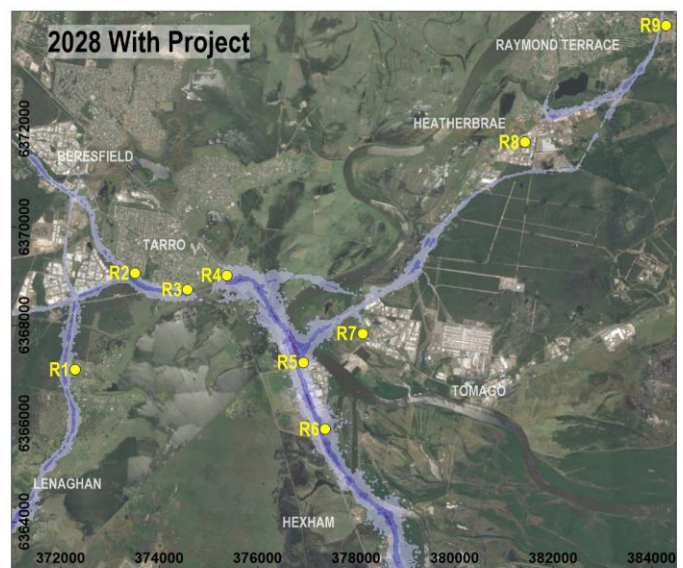 2028 With Project
R9
RAYMOND TERRACE
HEATHERBRAE
R8
BERESFIELD
TARRO
R2
R3
R4
R7
R5
R1
TOMAGO
R6
LENAGHAN
HEXHAM
6372000
6370000
6368000
6366000
6364000
372000 374000 376000 378000 380000 382000 384000